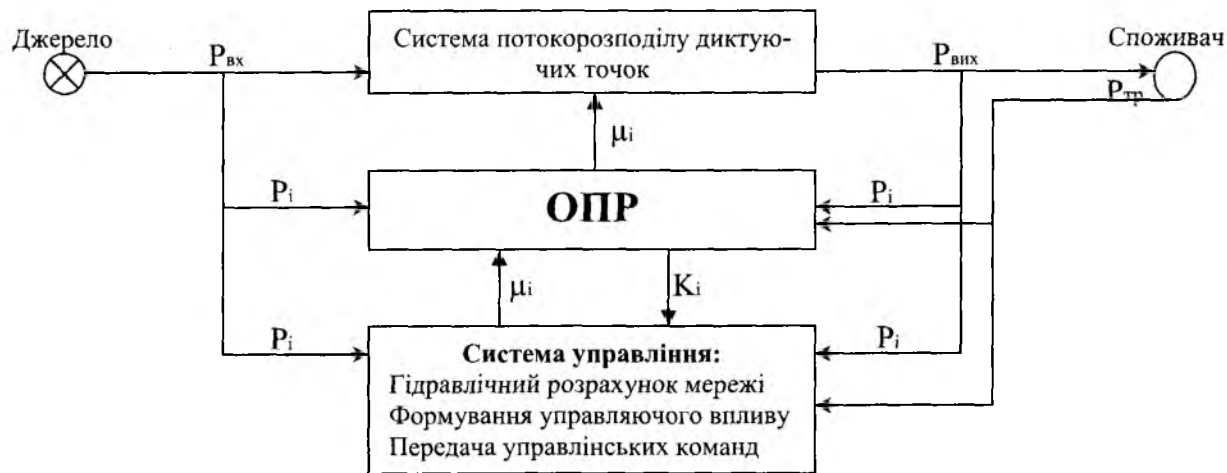 Джерело
Pвх
Система потокорозподілу диктую-
чих точок
Pвих
Споживач
Pтр
μi
Pi
ОПР
Pi
μi
Ki
Pi
Система управління:
Гідравлічний розрахунок мережі
Формування управляючого впливу
Передача управлінських команд
Pi